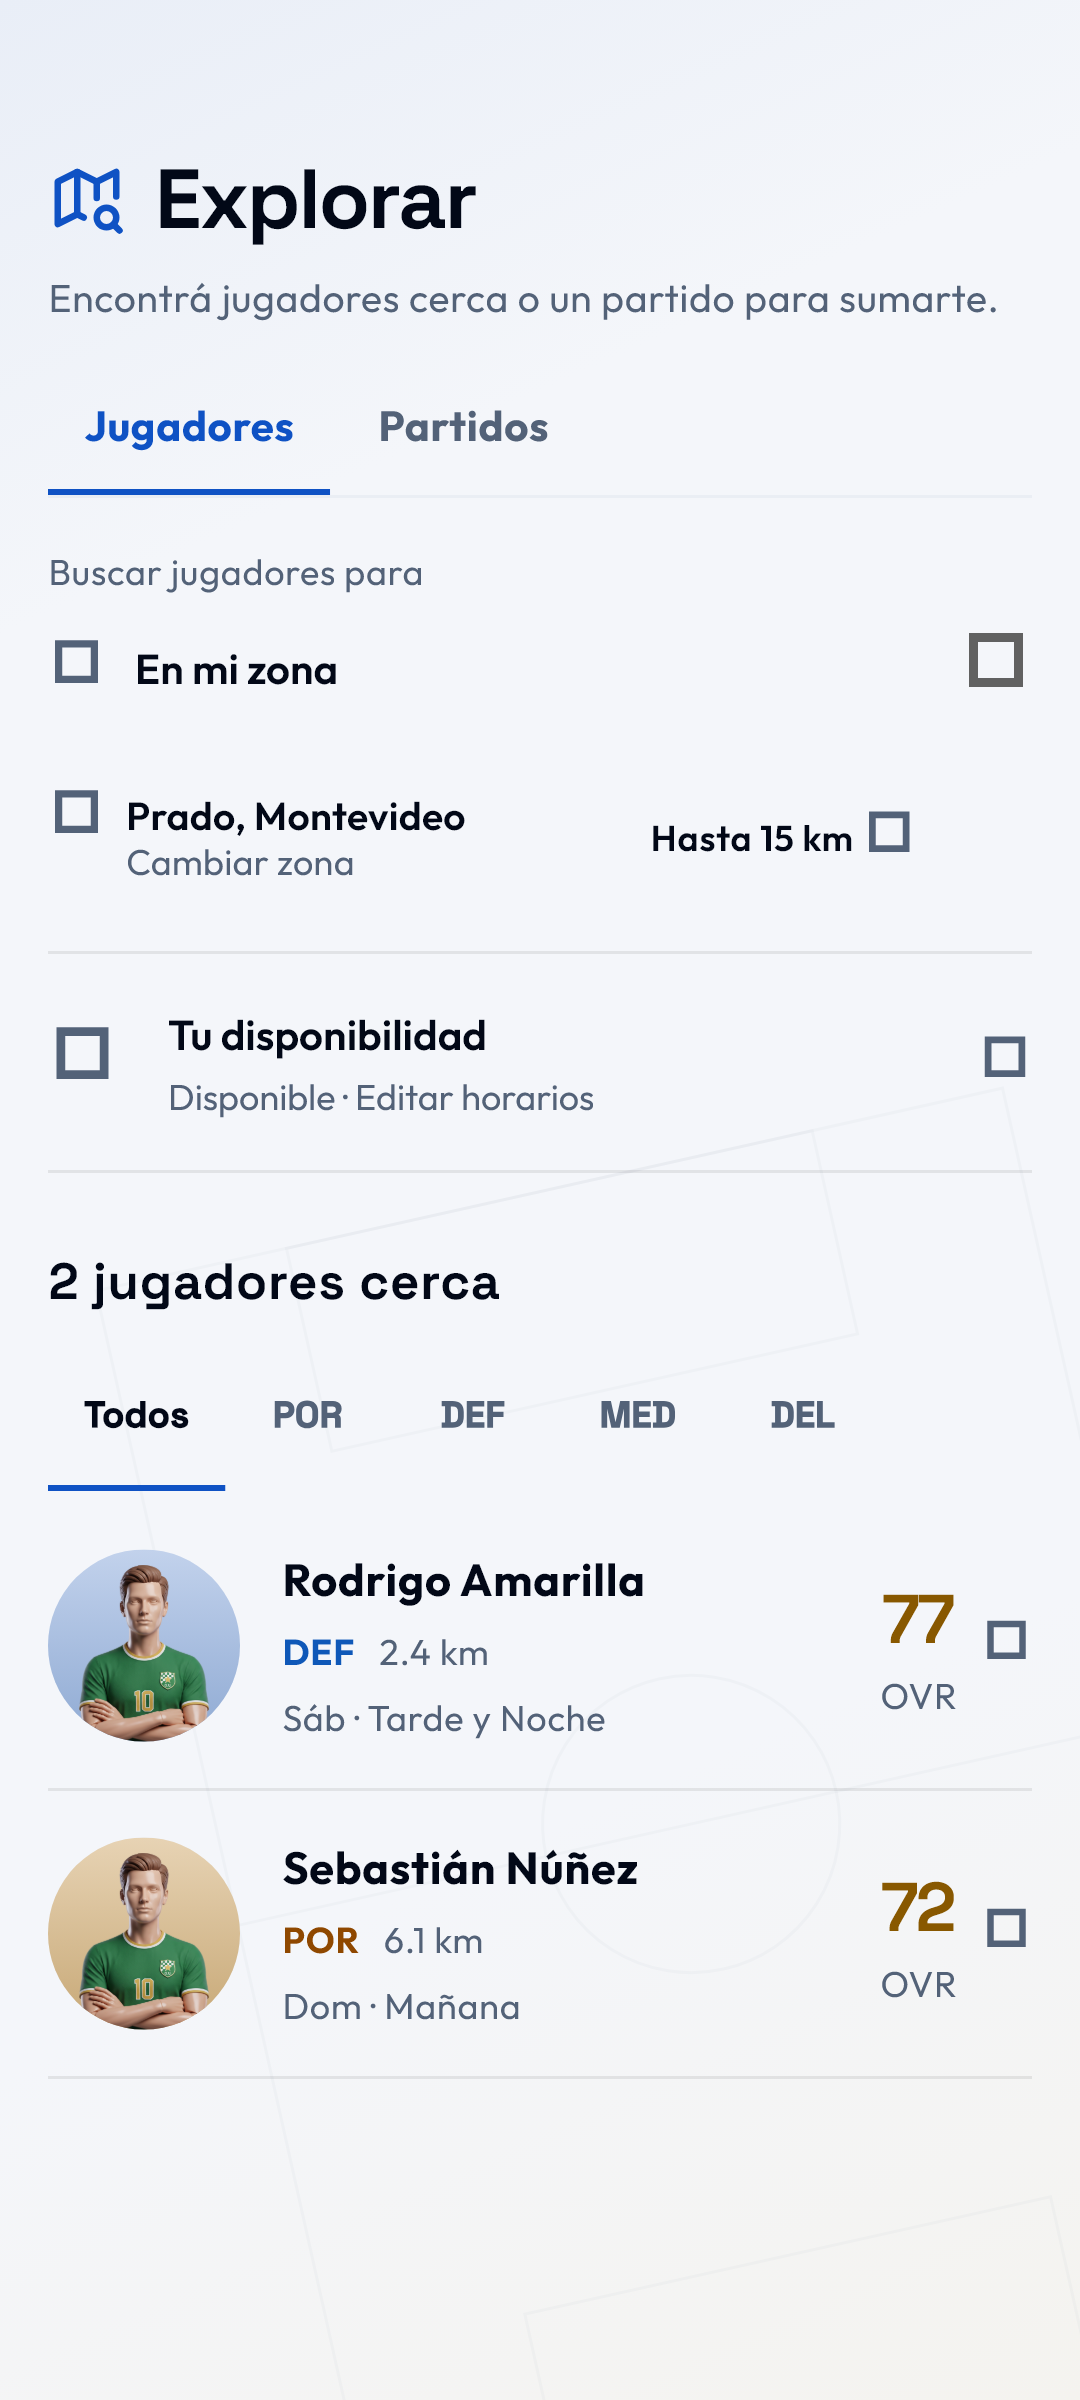 Explorar
Encontrá jugadores cerca o un partido para sumarte.
Jugadores Partidos
Buscar jugadores para
En mi zona
Prado, Montevideo
Cambiar zona
Hasta 15 km
Tu disponibilidad
Disponible · Editar horarios
2 jugadores cerca
Todos POR DEF MED DEL
Rodrigo Amarilla
DEF 2.4 km
Sáb · Tarde y Noche
77
OVR
10
Sebastián Núñez
POR 6.1 km
Dom · Mañana
72
OVR
10